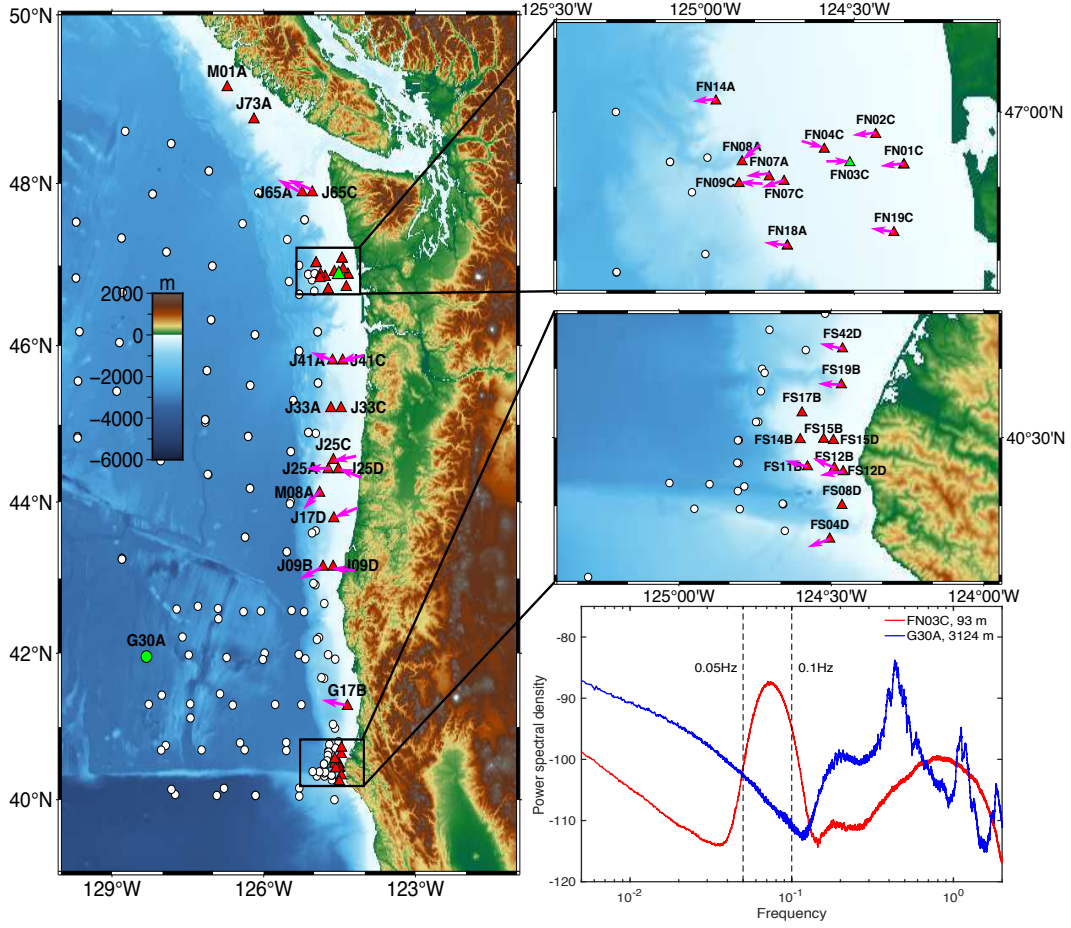 50°N
48°N
46°N
44°N
42°N
40°N
129°W
126°W
123°W
m
2000
0
−2000
−4000
−6000
M01A
J73A
J65A
J65C
J41A
J41C
J33A
J33C
J25C
J25A
J25D
M08A
J17D
J09B
J09D
G30A
G17B
125°30'W
125°00'W
124°30'W
47°00'N
FN14A
FN02C
FN04C
FN08A
FN01C
FN07A
FN03C
FN09C
FN07C
FN19C
FN18A
FS42D
FS19B
FS17B
FS15B
FS14B
FS15D
FS12B
FS11B
FS12D
FS08D
FS04D
40°30'N
125°00'W
124°30'W
124°00'W
FN03C, 93 m
G30A, 3124 m
0.05Hz
0.1Hz
Power spectral density
-80
-90
-100
-110
-120
10-2
10-1
100
Frequency